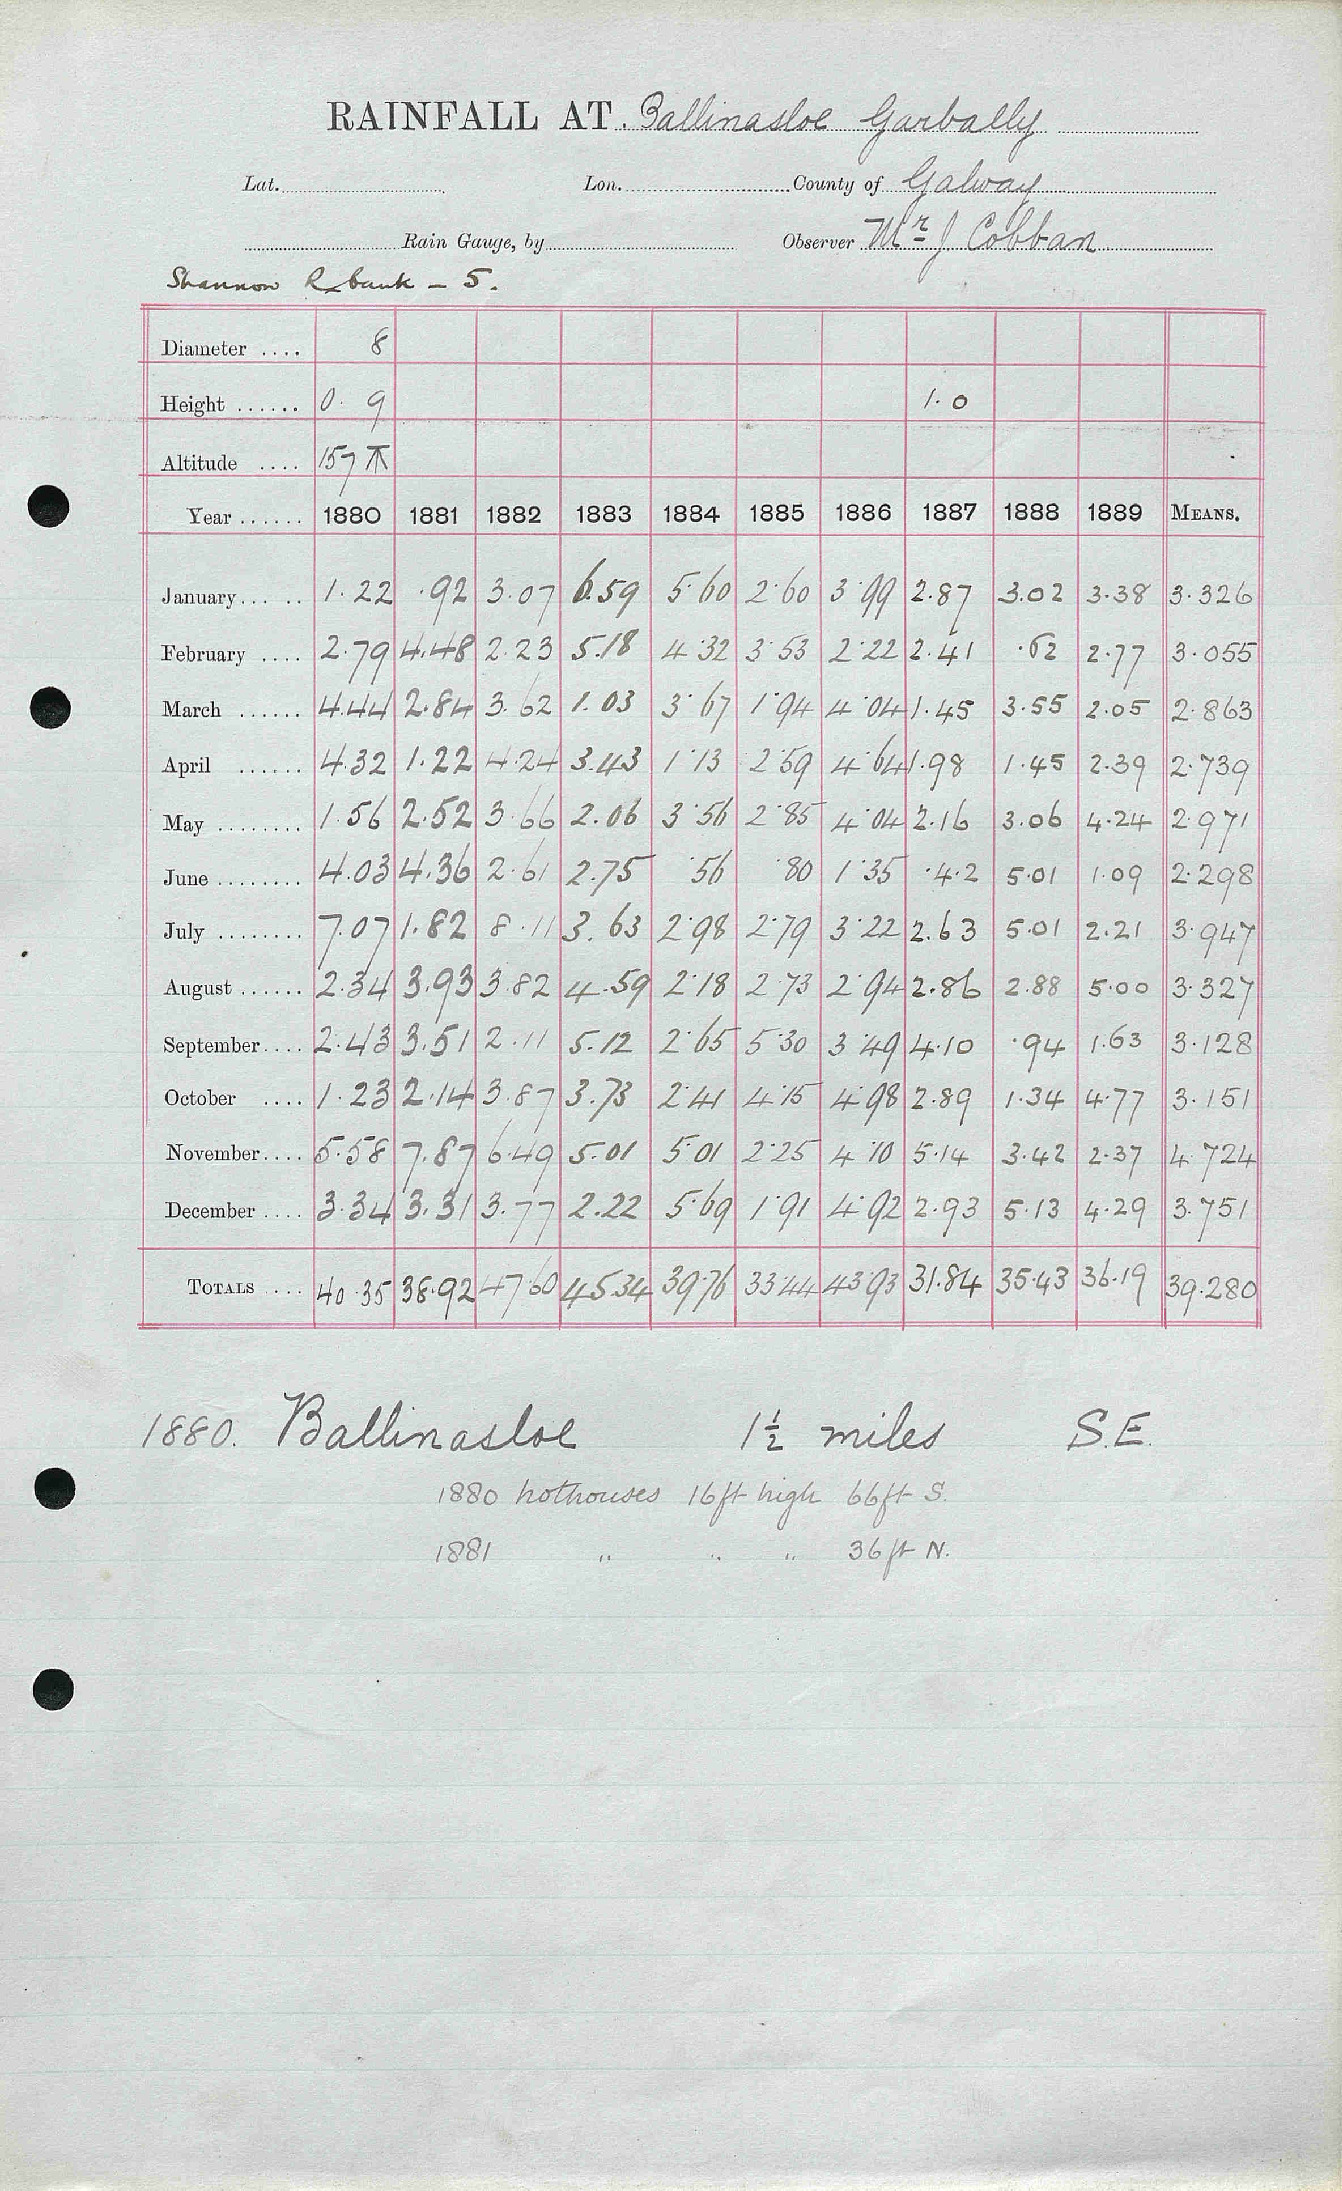 RAINFALL AT Ballinasloe Garbally
Lat. Lon. County of Galway
Rain Gauge, by Observer Mr J Cobban
Shannon R bank – 5.
Diameter .... 8
Height ...... 0. 9 1.0
Altitude .... 157
Year ...... 1880 1881 1882 1883 1884 1885 1886 1887 1888 1889 MEANS.
January... .. 1.22 .92 3.07 6.59 5.60 2.60 3.99 2.87 3.02 3.38 3.326
February .... 2.79 4.48 2.23 5.18 4.32 3.53 2.22 2.41 .62 2.77 3.055
March ...... 4.44 2.84 3.62 1.03 3.67 1.94 4.04 1.45 3.55 2.05 2.863
April ...... 4.32 1.22 4.24 3.43 1.13 2.59 4.64 1.98 1.45 2.39 2.739
May ........ 1.56 2.52 3.66 2.06 3.56 2.85 4.04 2.16 3.06 4.24 2.971
June ........ 4.03 4.36 2.61 2.75 .56 .80 1.35 .42 5.01 1.09 2.298
July ........ 7.07 1.82 8.11 3.63 2.98 2.79 3.22 2.63 5.01 2.21 3.947
August ...... 2.34 3.93 3.82 4.59 2.18 2.73 2.94 2.86 2.88 5.00 3.327
September.... 2.43 3.51 2.11 5.12 2.65 5.30 3.49 4.10 .94 1.63 3.128
October .... 1.23 2.14 3.87 3.73 2.41 4.15 4.98 2.89 1.34 4.77 3.151
November.... 5.58 7.87 6.49 5.01 5.01 2.25 4.10 5.14 3.42 2.37 4.724
December .... 3.34 3.31 3.77 2.22 5.69 1.91 4.92 2.93 5.13 4.29 3.751
TOTALS ... 40.35 38.92 47.60 45.34 39.76 33.44 43.93 31.84 35.43 36.19 39.280
1880. Ballinasloe 1½ miles S.E.
1880 hothouses 16ft high 66ft S.
1881 " " " 36ft N.